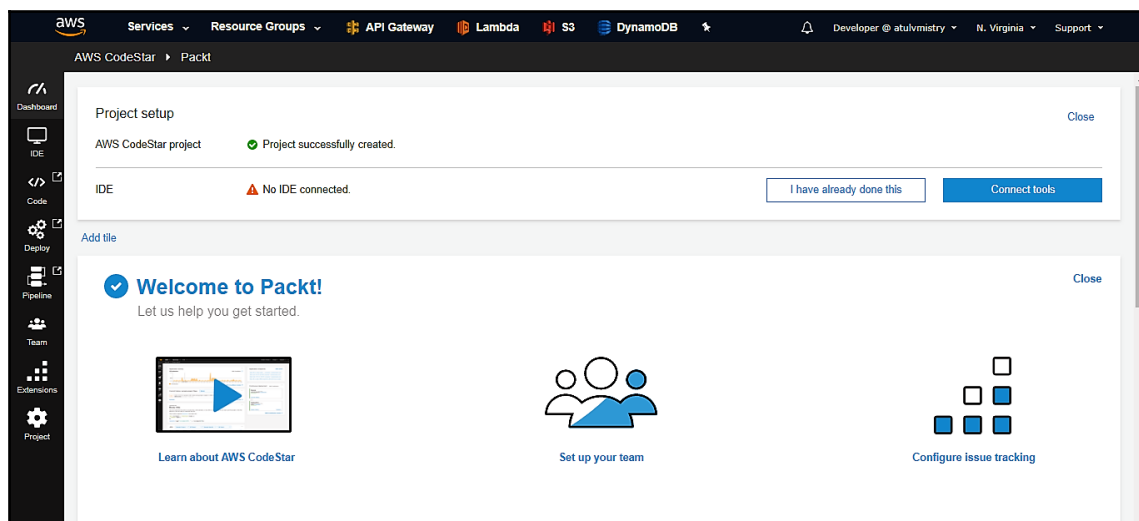 aws Services Resource Groups API Gateway Lambda S3 DynamoDB Developer @ atulvmistry N. Virginia Support
AWS CodeStar Packt
Dashboard
IDE
Code
Deploy
Pipeline
Team
Extensions
Project
Project setup
Close
AWS CodeStar project Project successfully created.
IDE No IDE connected. I have already done this Connect tools
Add tile
Welcome to Packt!
Close
Let us help you get started.
Learn about AWS CodeStar Set up your team Configure issue tracking